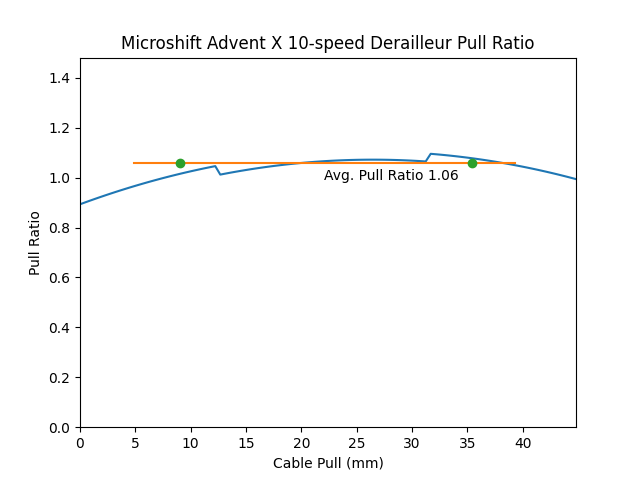 Microshift Advent X 10-speed Derailleur Pull Ratio
Pull Ratio
1.4
1.2
1.0
0.8
0.6
0.4
0.2
0.0
Avg. Pull Ratio 1.06
0 5 10 15 20 25 30 35 40
Cable Pull (mm)